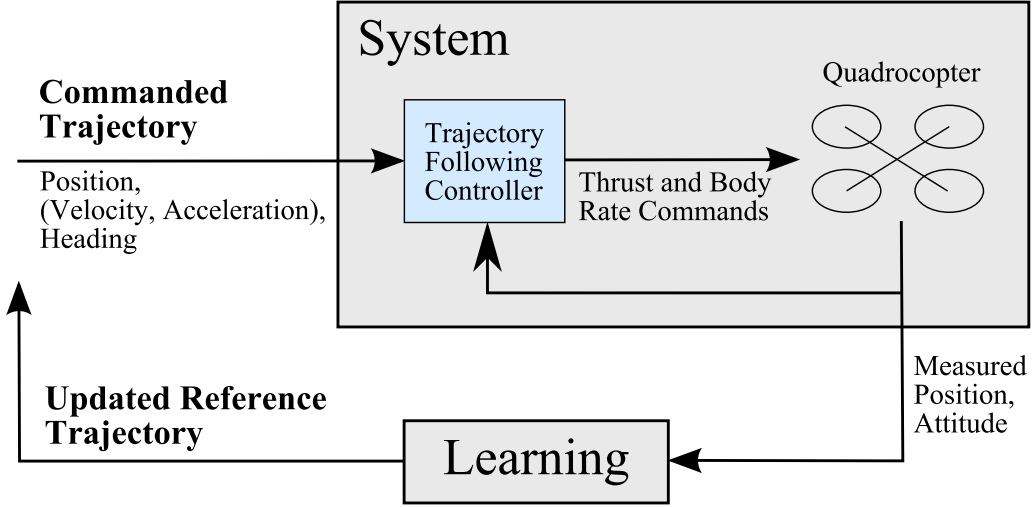 System
Quadrocopter
Commanded
Trajectory
Trajectory
Following
Controller
Position,
(Velocity, Acceleration),
Heading
Thrust and Body
Rate Commands
Measured
Position,
Attitude
Updated Reference
Trajectory
Learning